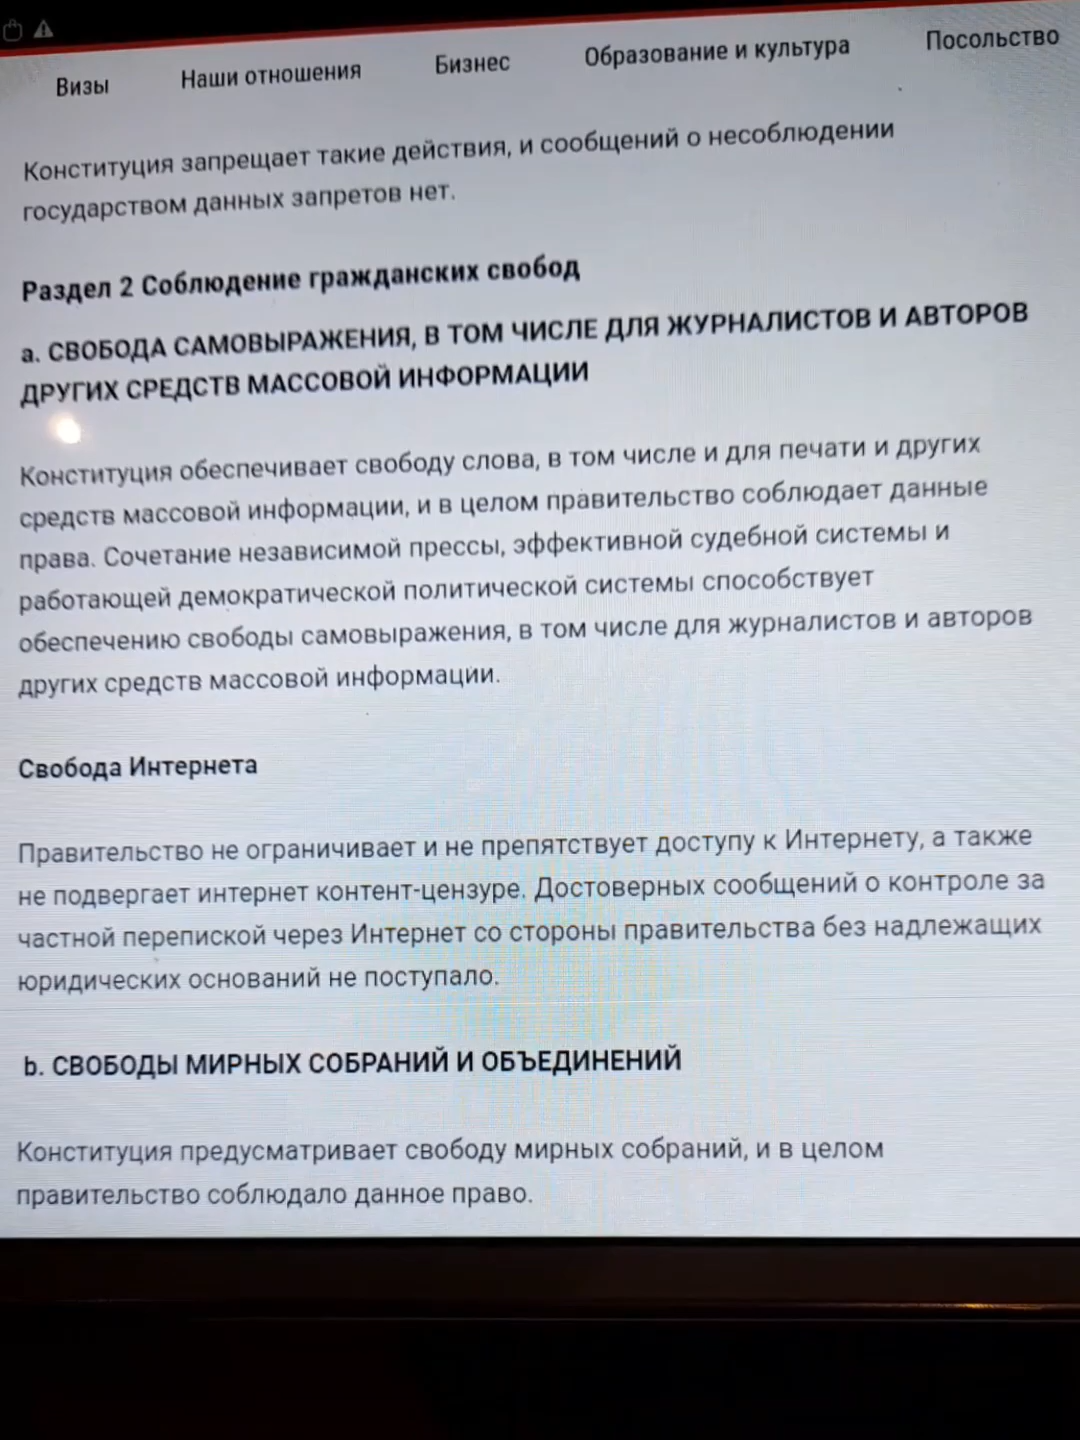 Визы Наши отношения Бизнес Образование и культура Посольство
Конституция запрещает такие действия, и сообщений о несоблюдении
государством данных запретов нет.
Раздел 2 Соблюдение гражданских свобод
a. СВОБОДА САМОВЫРАЖЕНИЯ, В ТОМ ЧИСЛЕ ДЛЯ ЖУРНАЛИСТОВ И АВТОРОВ
ДРУГИХ СРЕДСТВ МАССОВОЙ ИНФОРМАЦИИ
Конституция обеспечивает свободу слова, в том числе и для печати и других
средств массовой информации, и в целом правительство соблюдает данные
права. Сочетание независимой прессы, эффективной судебной системы и
работающей демократической политической системы способствует
обеспечению свободы самовыражения, в том числе для журналистов и авторов
других средств массовой информации.
Свобода Интернета
Правительство не ограничивает и не препятствует доступу к Интернету, а также
не подвергает интернет контент-цензуре. Достоверных сообщений о контроле за
частной перепиской через Интернет со стороны правительства без надлежащих
юридических оснований не поступало.
b. СВОБОДЫ МИРНЫХ СОБРАНИЙ И ОБЪЕДИНЕНИЙ
Конституция предусматривает свободу мирных собраний, и в целом
правительство соблюдало данное право.